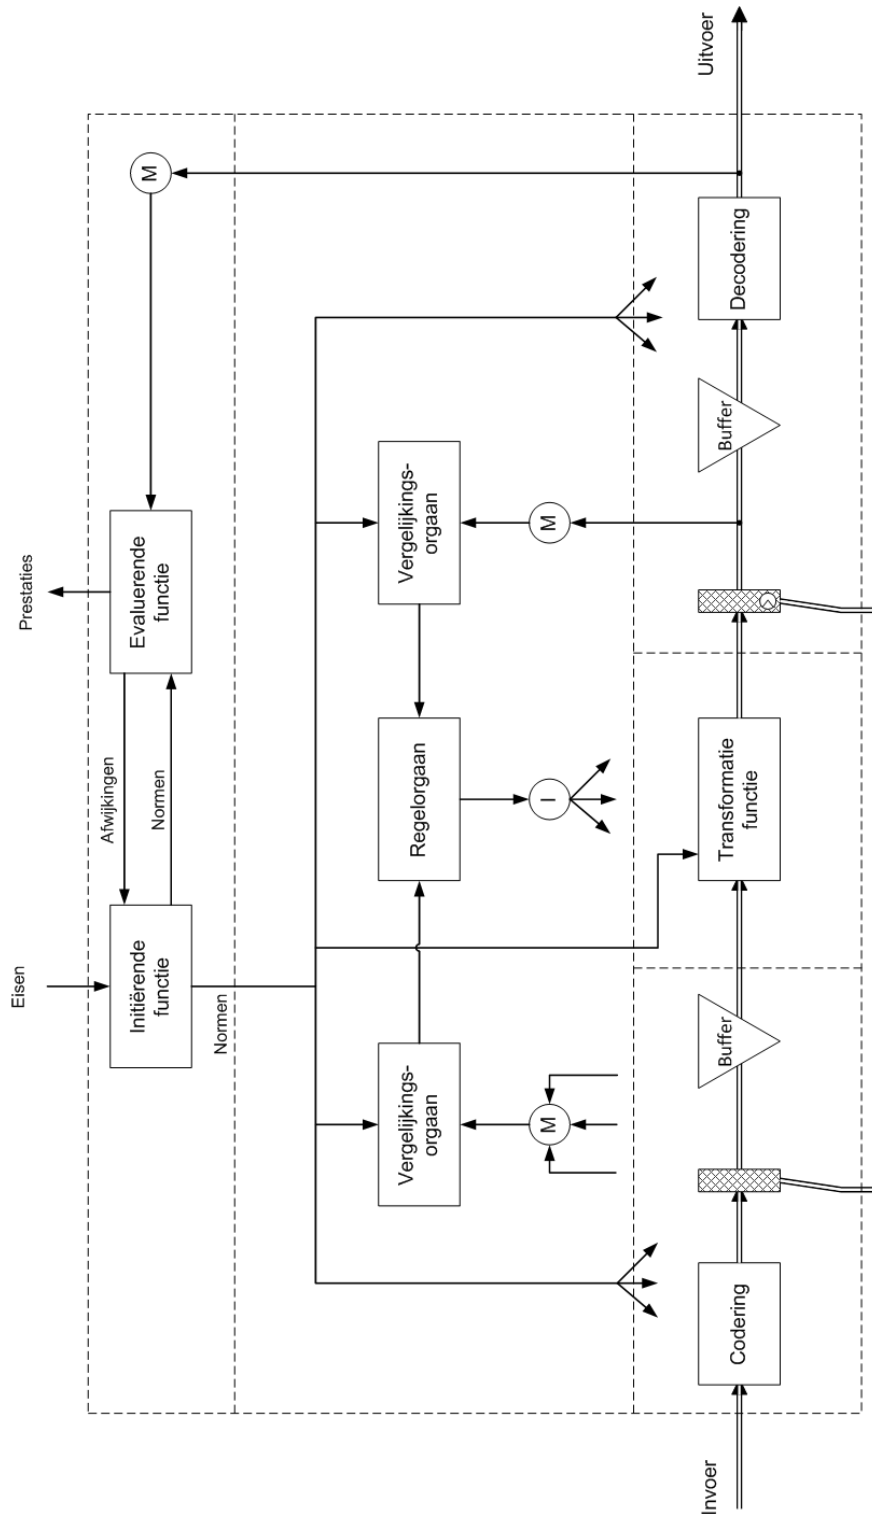 Eisen
Prestaties
Initiërende
functie
Afwijkingen
Normen
Evaluerende
functie
M
Normen
Vergelijkings-
orgaan
Regelorgaan
Vergelijkings-
orgaan
M
I
M
Invoer
Codering
Buffer
Transformatie
functie
Buffer
Decodering
Uitvoer